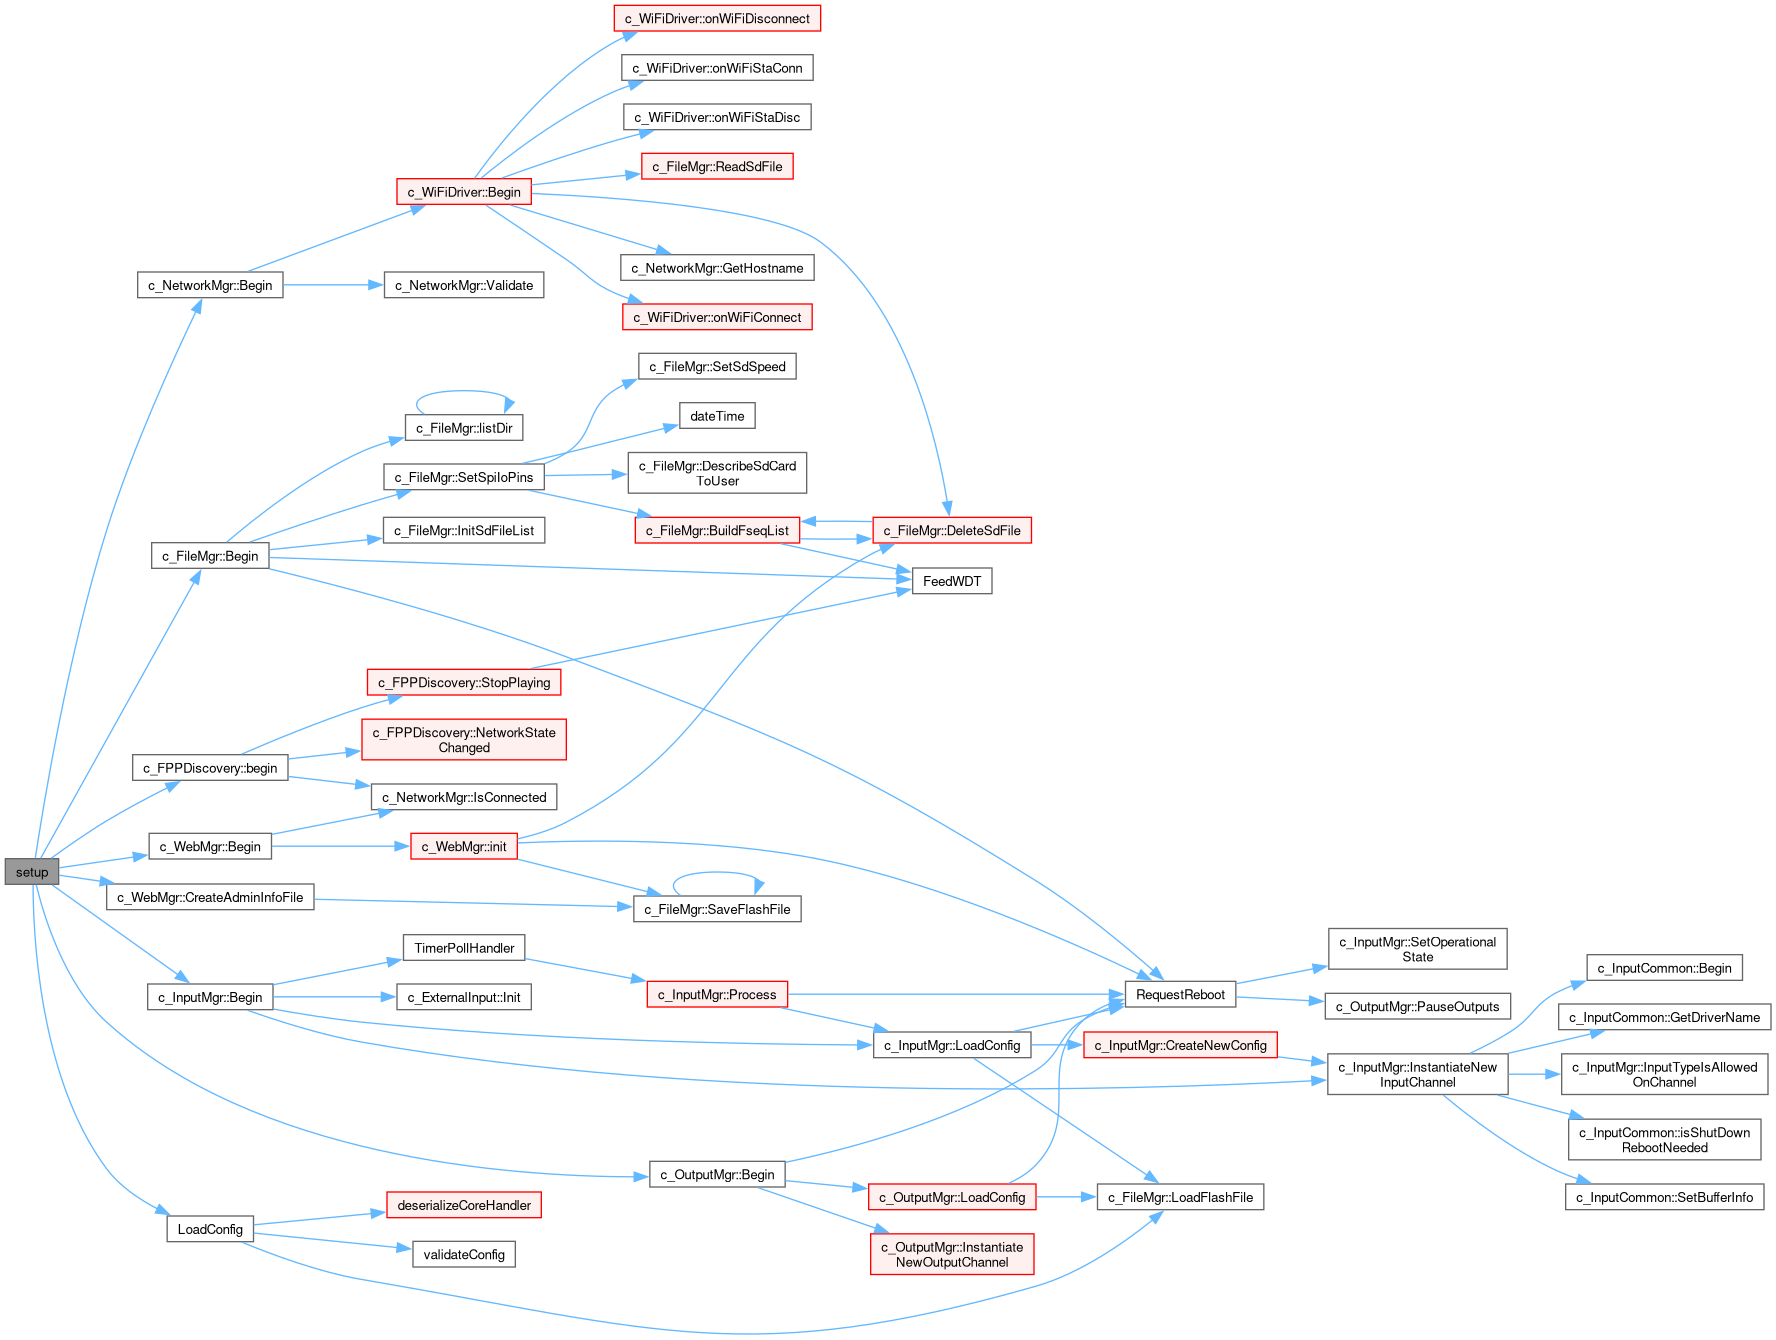 c_WiFiDriver::onWiFiDisconnect
c_WiFiDriver::onWiFiStaConn
c_WiFiDriver::onWiFiStaDisc
c_FileMgr::ReadSdFile
c_WiFiDriver::Begin
c_NetworkMgr::GetHostname
c_NetworkMgr::Begin
c_NetworkMgr::Validate
c_WiFiDriver::onWiFiConnect
c_FileMgr::SetSdSpeed
dateTime
c_FileMgr::listDir
c_FileMgr::DescribeSdCard
ToUser
c_FileMgr::SetSpiIoPins
c_FileMgr::InitSdFileList
c_FileMgr::BuildFseqList
c_FileMgr::DeleteSdFile
c_FileMgr::Begin
FeedWDT
c_FPPDiscovery::StopPlaying
c_FPPDiscovery::NetworkState
Changed
c_FPPDiscovery::begin
c_NetworkMgr::IsConnected
c_WebMgr::Begin
c_WebMgr::init
setup
c_WebMgr::CreateAdminInfoFile
c_FileMgr::SaveFlashFile
TimerPollHandler
c_InputMgr::SetOperational
State
c_InputCommon::Begin
c_InputMgr::Begin
c_ExternalInput::Init
c_InputMgr::Process
RequestReboot
c_OutputMgr::PauseOutputs
c_InputCommon::GetDriverName
c_InputMgr::LoadConfig
c_InputMgr::CreateNewConfig
c_InputMgr::InstantiateNew
InputChannel
c_InputMgr::InputTypeIsAllowed
OnChannel
c_InputCommon::isShutDown
RebootNeeded
c_OutputMgr::Begin
c_OutputMgr::LoadConfig
c_FileMgr::LoadFlashFile
c_InputCommon::SetBufferInfo
deserializeCoreHandler
LoadConfig
validateConfig
c_OutputMgr::Instantiate
NewOutputChannel